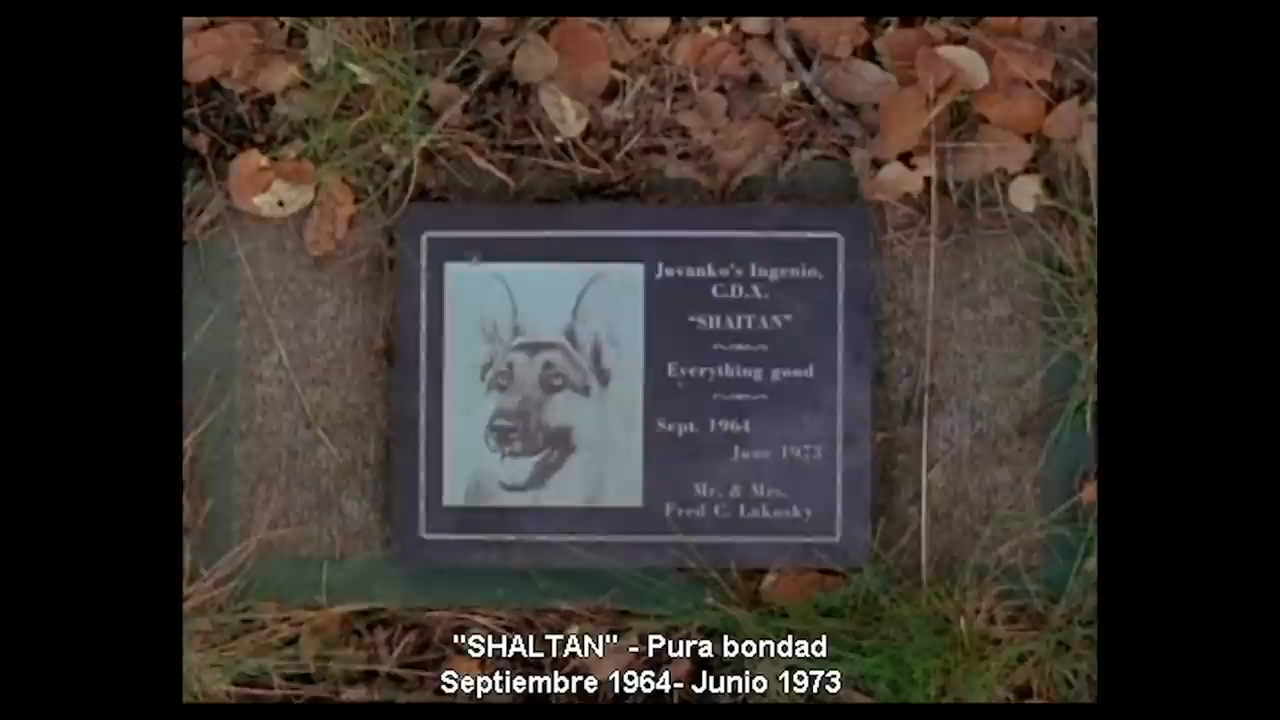 Jovanko's Ingenio,
C.D.X.
"SHAITAN"
Everything good
Sept. 1964
June 1973
Mr. & Mrs.
Fred C. Lakosky
"SHALTAN" - Pura bondad
Septiembre 1964- Junio 1973